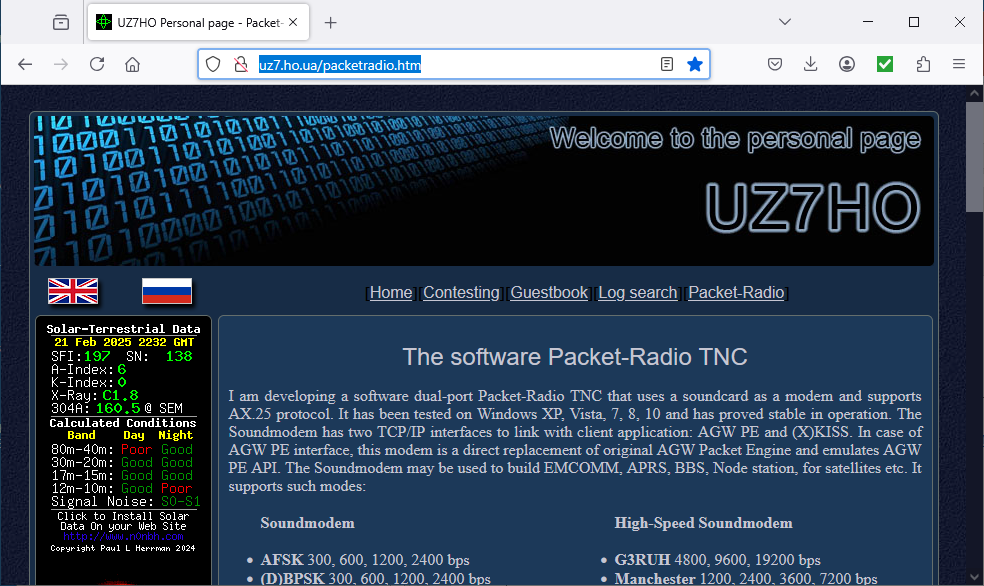 UZ7HO Personal page - Packet-
uz7.ho.ua/packetradio.htm
Welcome to the personal page
UZ7HO
[Home][Contesting][Guestbook][Log search][Packet-Radio]
Solar-Terrestrial Data
21 Feb 2025 2232 GMT
SFI:197 SN: 138
A-Index:6
K-Index:0
X-Ray:C1.8
304A: 160.5 @ SEM
Calculated Conditions
Band Day Night
80m-40m: Poor Good
30m-20m: Good Good
17m-15m: Good Good
12m-10m: Good Poor
Signal Noise: S0-S1
Click to Install Solar
Data On your Web Site
http://www.n0nbh.com
Copyright Paul L Herrman 2024
The software Packet-Radio TNC
I am developing a software dual-port Packet-Radio TNC that uses a soundcard as a modem and supports
AX.25 protocol. It has been tested on Windows XP, Vista, 7, 8, 10 and has proved stable in operation. The
Soundmodem has two TCP/IP interfaces to link with client application: AGW PE and (X)KISS. In case of
AGW PE interface, this modem is a direct replacement of original AGW Packet Engine and emulates AGW
PE API. The Soundmodem may be used to build EMCOMM, APRS, BBS, Node station, for satellites etc. It
supports such modes:
Soundmodem
• AFSK 300, 600, 1200, 2400 bps
• (D)BPSK 300, 600, 1200, 2400 bps
High-Speed Soundmodem
• G3RUH 4800, 9600, 19200 bps
• Manchester 1200, 2400, 3600, 7200 bps